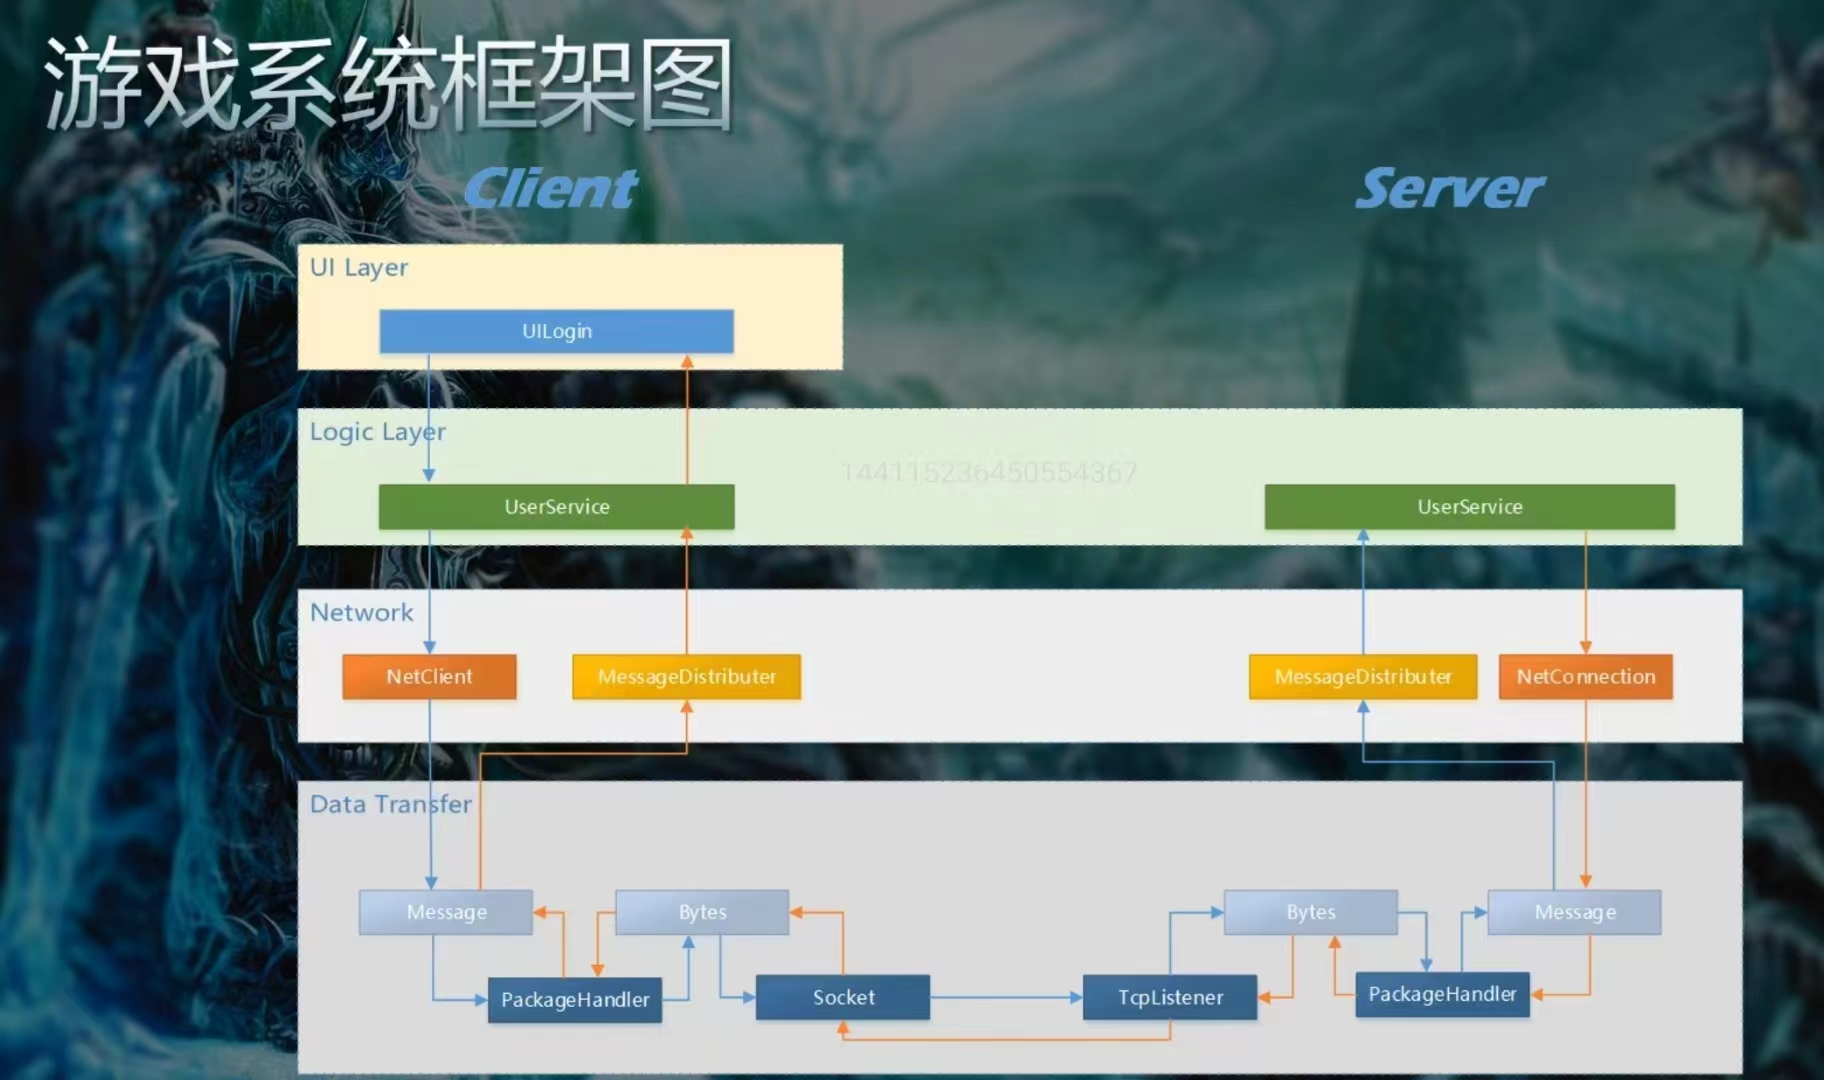 游戏系统框架图
Client
Server
UI Layer
UILogin
Logic Layer
144115236450554367
UserService
UserService
Network
NetClient
MessageDistributer
MessageDistributer
NetConnection
Data Transfer
Message
Bytes
Bytes
Message
PackageHandler
Socket
TcpListener
PackageHandler